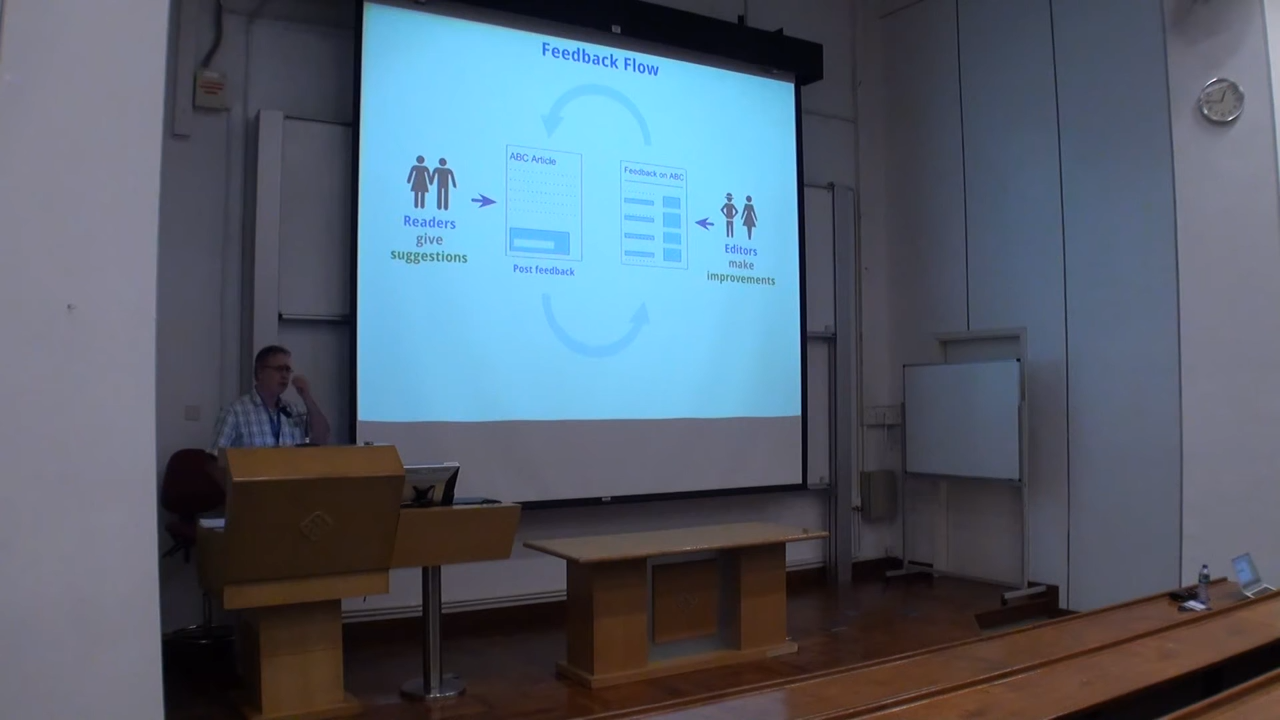 Feedback Flow
ABC Article
Feedback on ABC
Readers
give
suggestions
Post feedback
Editors
make
improvements